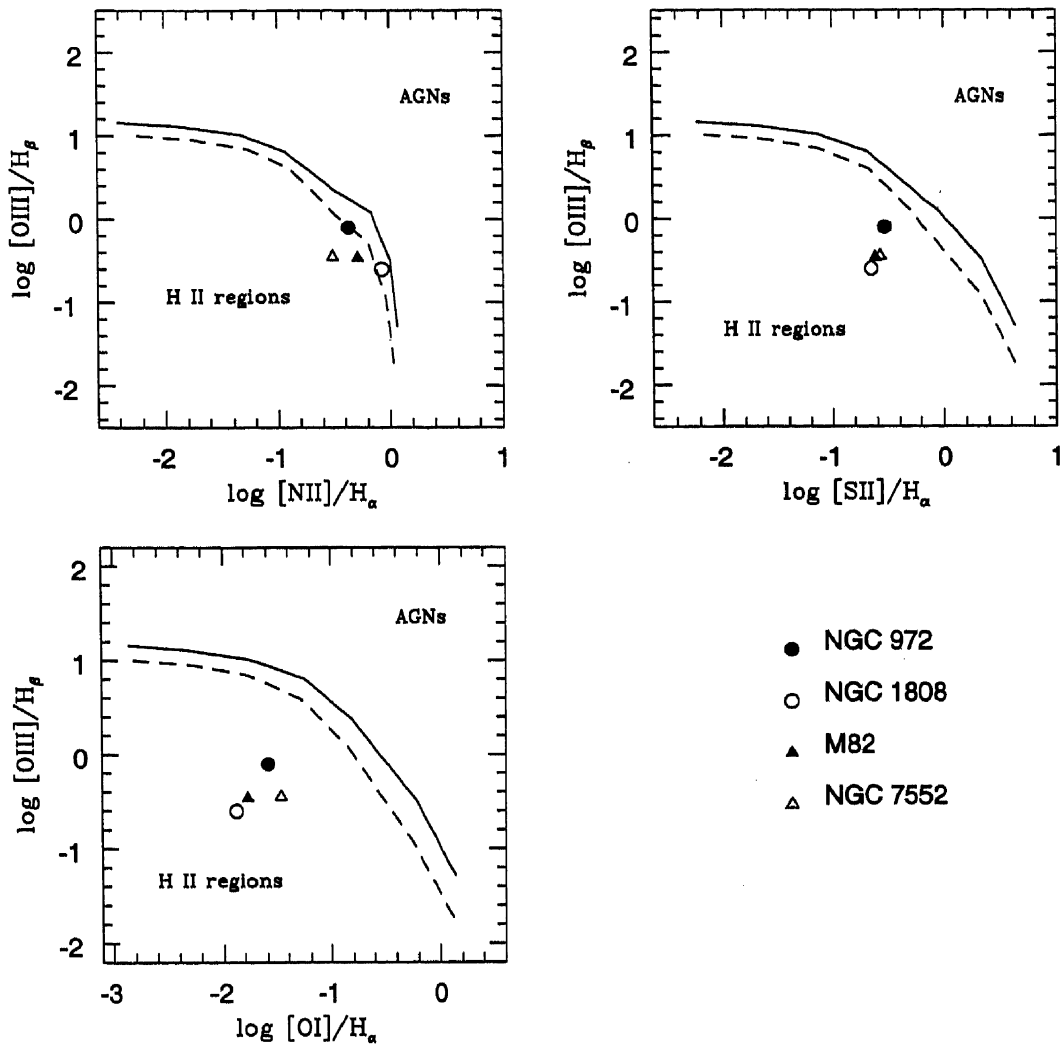 2
1
0
-1
-2
log [OIII]/Hβ
AGNs
H II regions
-2 -1 0 1
log [NII]/Hα
2
1
0
-1
-2
log [OIII]/Hβ
AGNs
H II regions
-2 -1 0 1
log [SII]/Hα
2
1
0
-1
-2
log [OIII]/Hβ
AGNs
H II regions
-3 -2 -1 0
log [OI]/Hα
NGC 972
NGC 1808
M82
NGC 7552